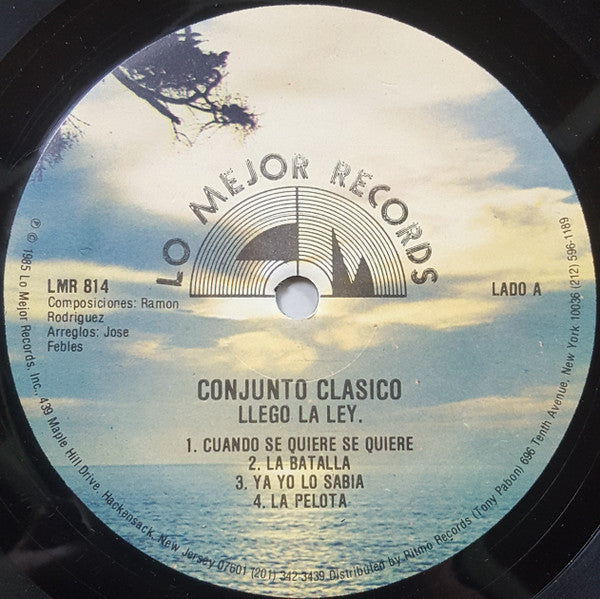 LO MEJOR RECORDS
LMR 814
Composiciones: Ramon
Rodriguez
Arreglos: Jose
Febles
LADO A
CONJUNTO CLASICO
LLEGO LA LEY.
1. CUANDO SE QUIERE SE QUIERE
2. LA BATALLA
3. YA YO LO SABIA
4. LA PELOTA
℗ © 1985 Lo Mejor Records, Inc., 439 Maple Hill Drive, Hackensack, New Jersey 07601 (201) 342-3439 Distributed by Ritmo Records (Tony Pabon) 696 Tenth Avenue, New York 10036 (212) 596-1189